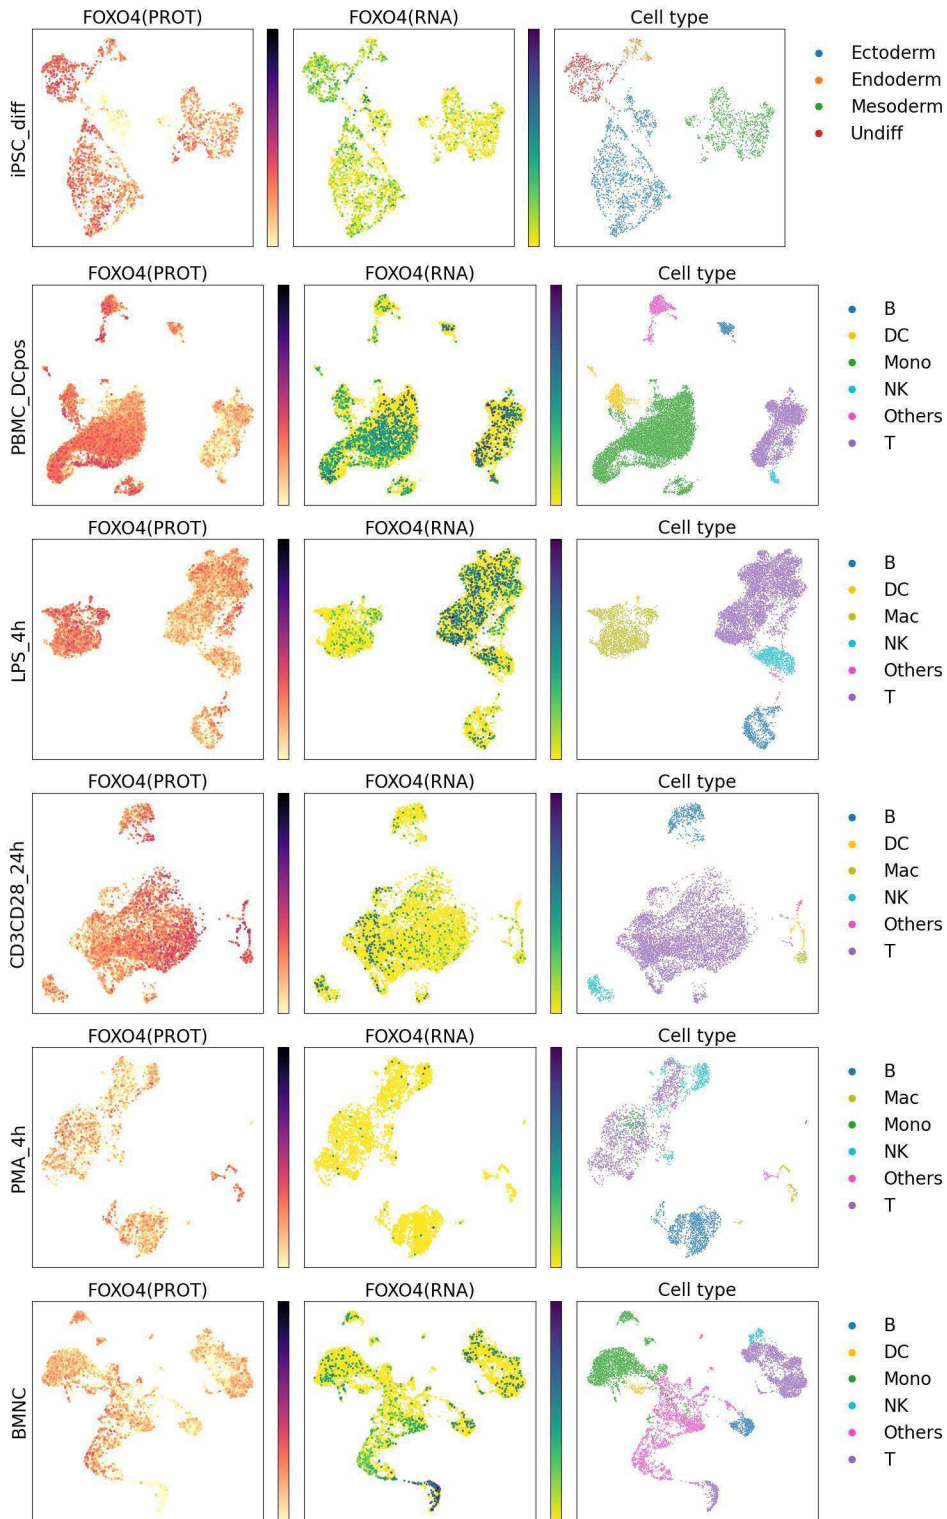 FOXO4(PROT) FOXO4(RNA) Cell type
iPSC_diff
Ectoderm
Endoderm
Mesoderm
Undiff
FOXO4(PROT) FOXO4(RNA) Cell type
PBMC_DCpos
B
DC
Mono
NK
Others
T
FOXO4(PROT) FOXO4(RNA) Cell type
LPS_4h
B
DC
Mac
NK
Others
T
FOXO4(PROT) FOXO4(RNA) Cell type
CD3CD28_24h
B
DC
Mac
NK
Others
T
FOXO4(PROT) FOXO4(RNA) Cell type
PMA_4h
B
Mac
Mono
NK
Others
T
FOXO4(PROT) FOXO4(RNA) Cell type
BMNC
B
DC
Mono
NK
Others
T